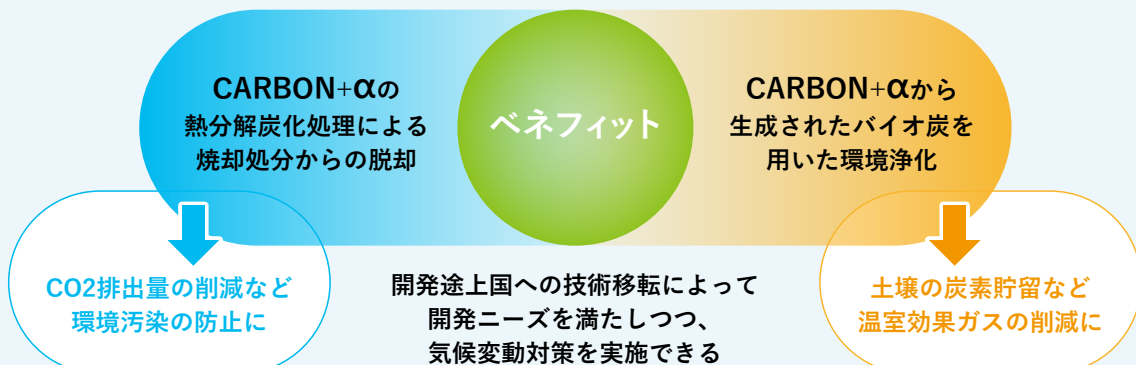 CARBON+αの
熱分解炭化処理による
焼却処分からの脱却
ベネフィット
CARBON+αから
生成されたバイオ炭を
用いた環境浄化
CO2排出量の削減など
環境汚染の防止に
開発途上国への技術移転によって
開発ニーズを満たしつつ、
気候変動対策を実施できる
土壌の炭素貯留など
温室効果ガスの削減に